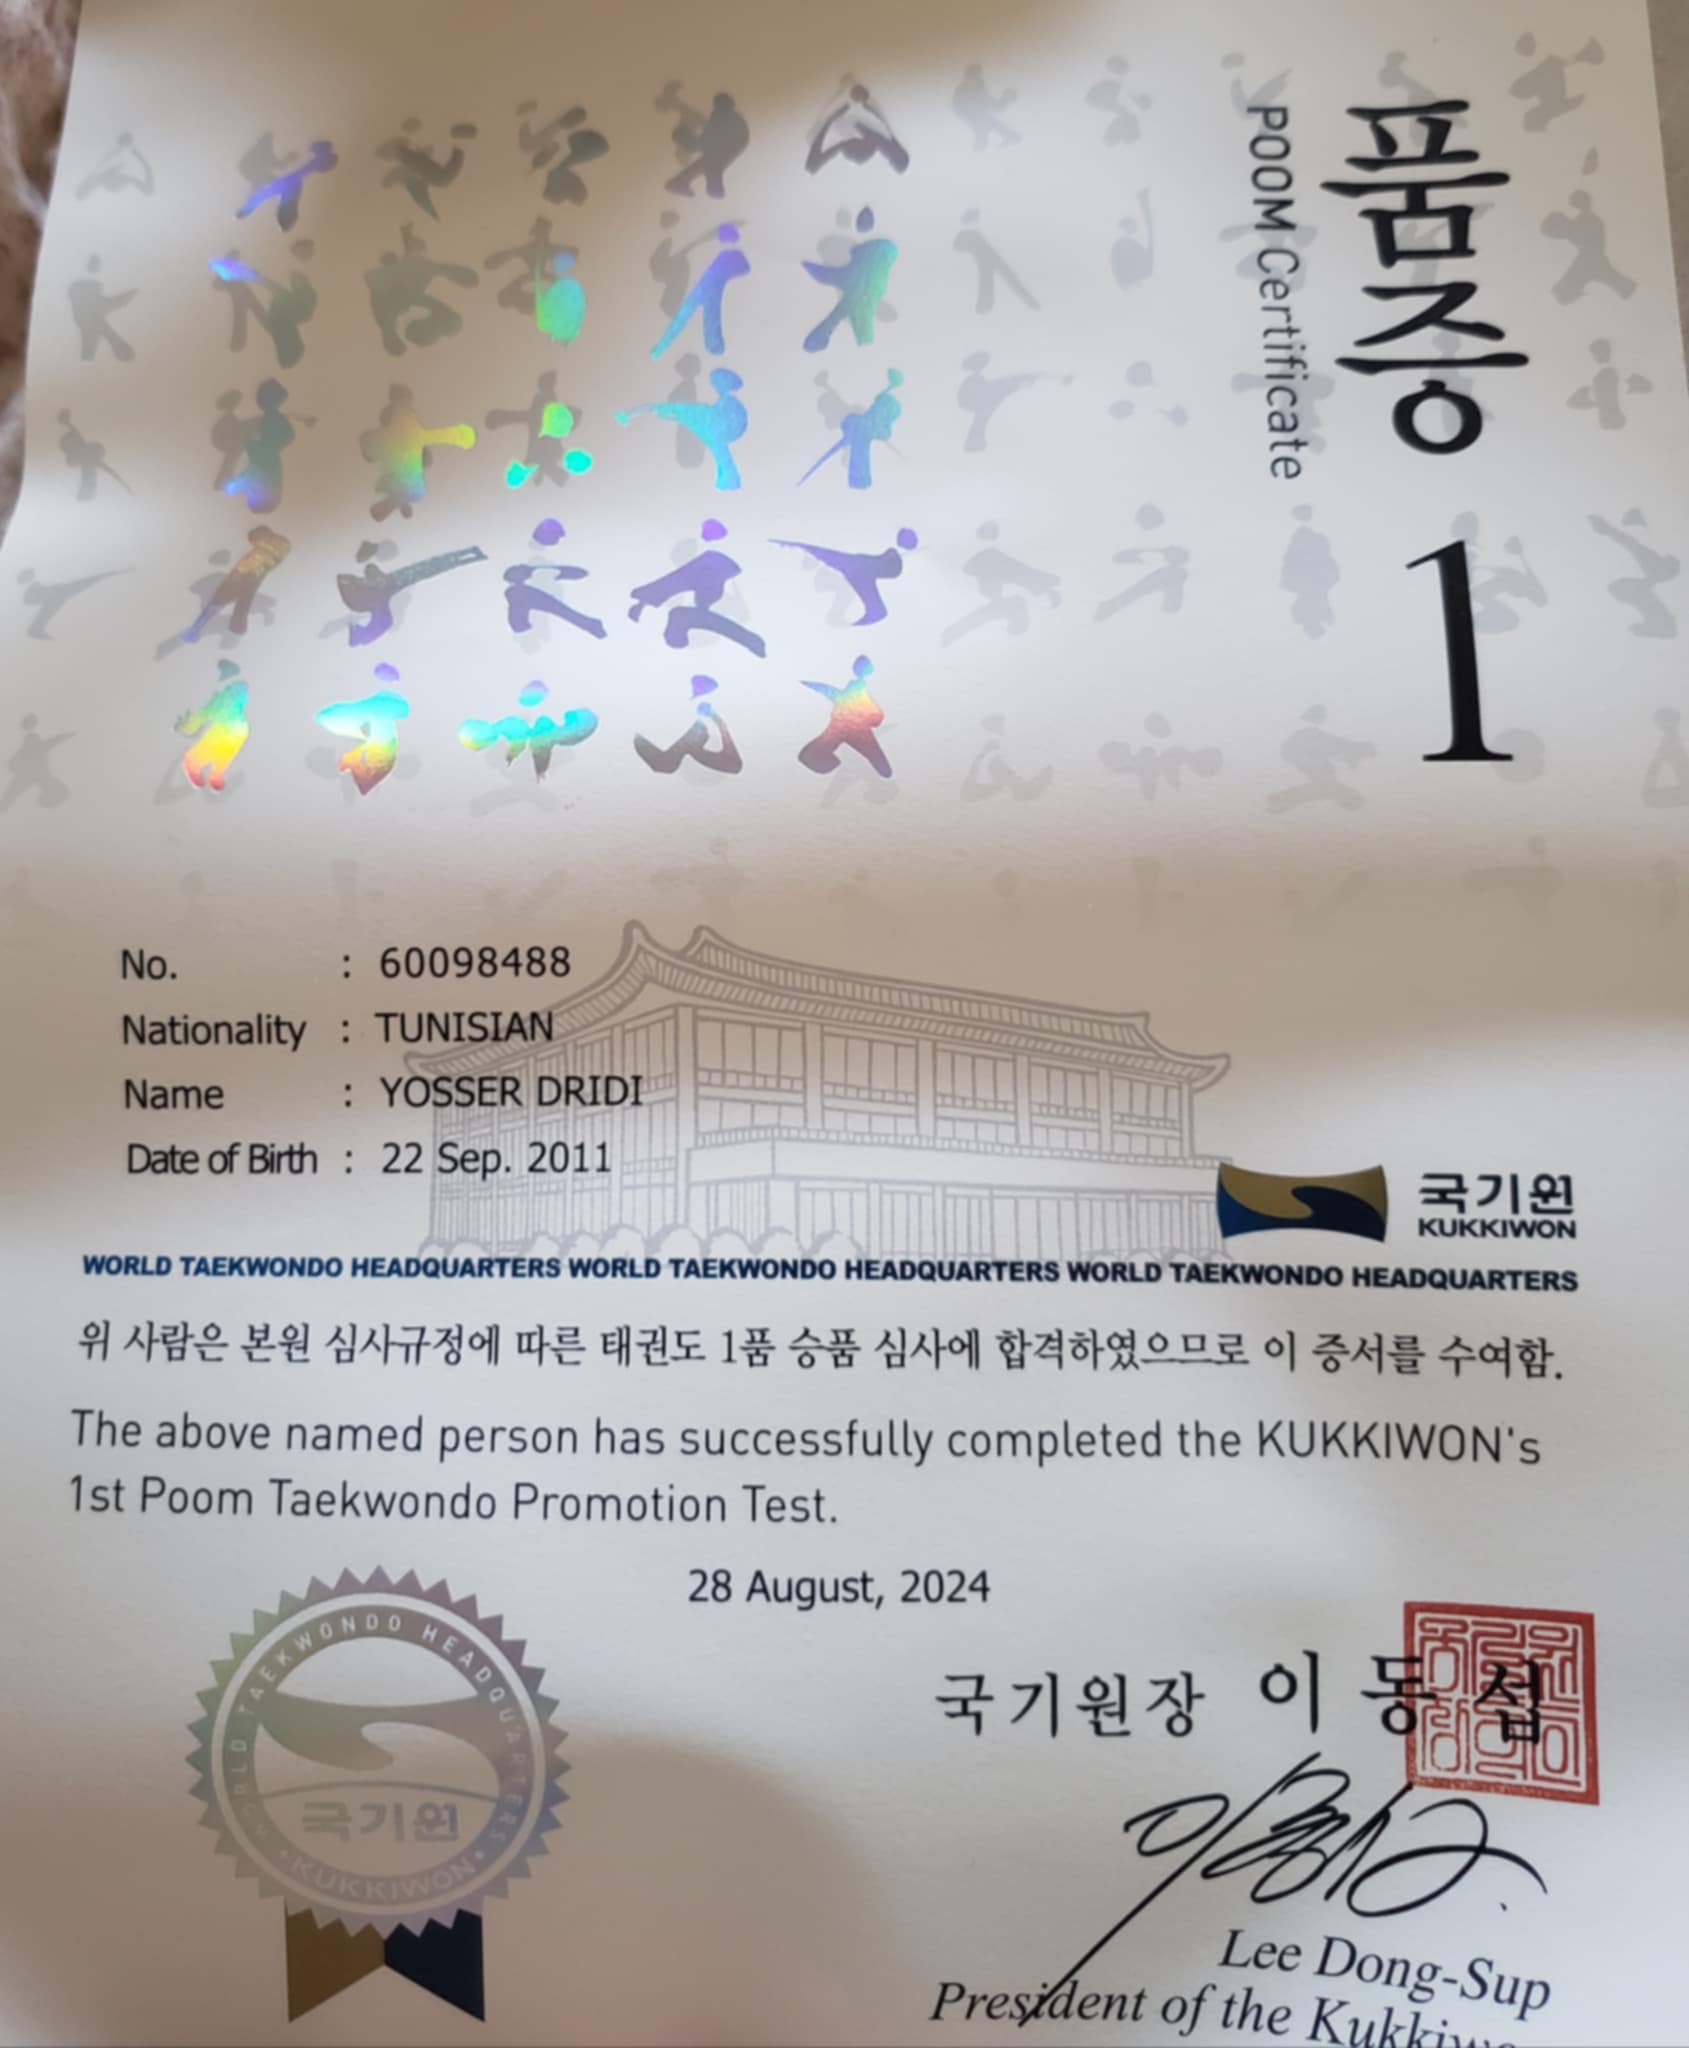 품증
POOM Certificate
1
No. : 60098488
Nationality : TUNISIAN
Name : YOSSER DRIDI
Date of Birth : 22 Sep. 2011
국기원
KUKKIWON
WORLD TAEKWONDO HEADQUARTERS WORLD TAEKWONDO HEADQUARTERS WORLD TAEKWONDO HEADQUARTERS
위 사람은 본원 심사규정에 따른 태권도 1품 승품 심사에 합격하였으므로 이 증서를 수여함.
The above named person has successfully completed the KUKKIWON's
1st Poom Taekwondo Promotion Test.
28 August, 2024
WORLD TAEKWONDO HEADQUARTERS
국기원
KUKKIWON
국기원장 이동섭
Lee Dong-Sup
President of the